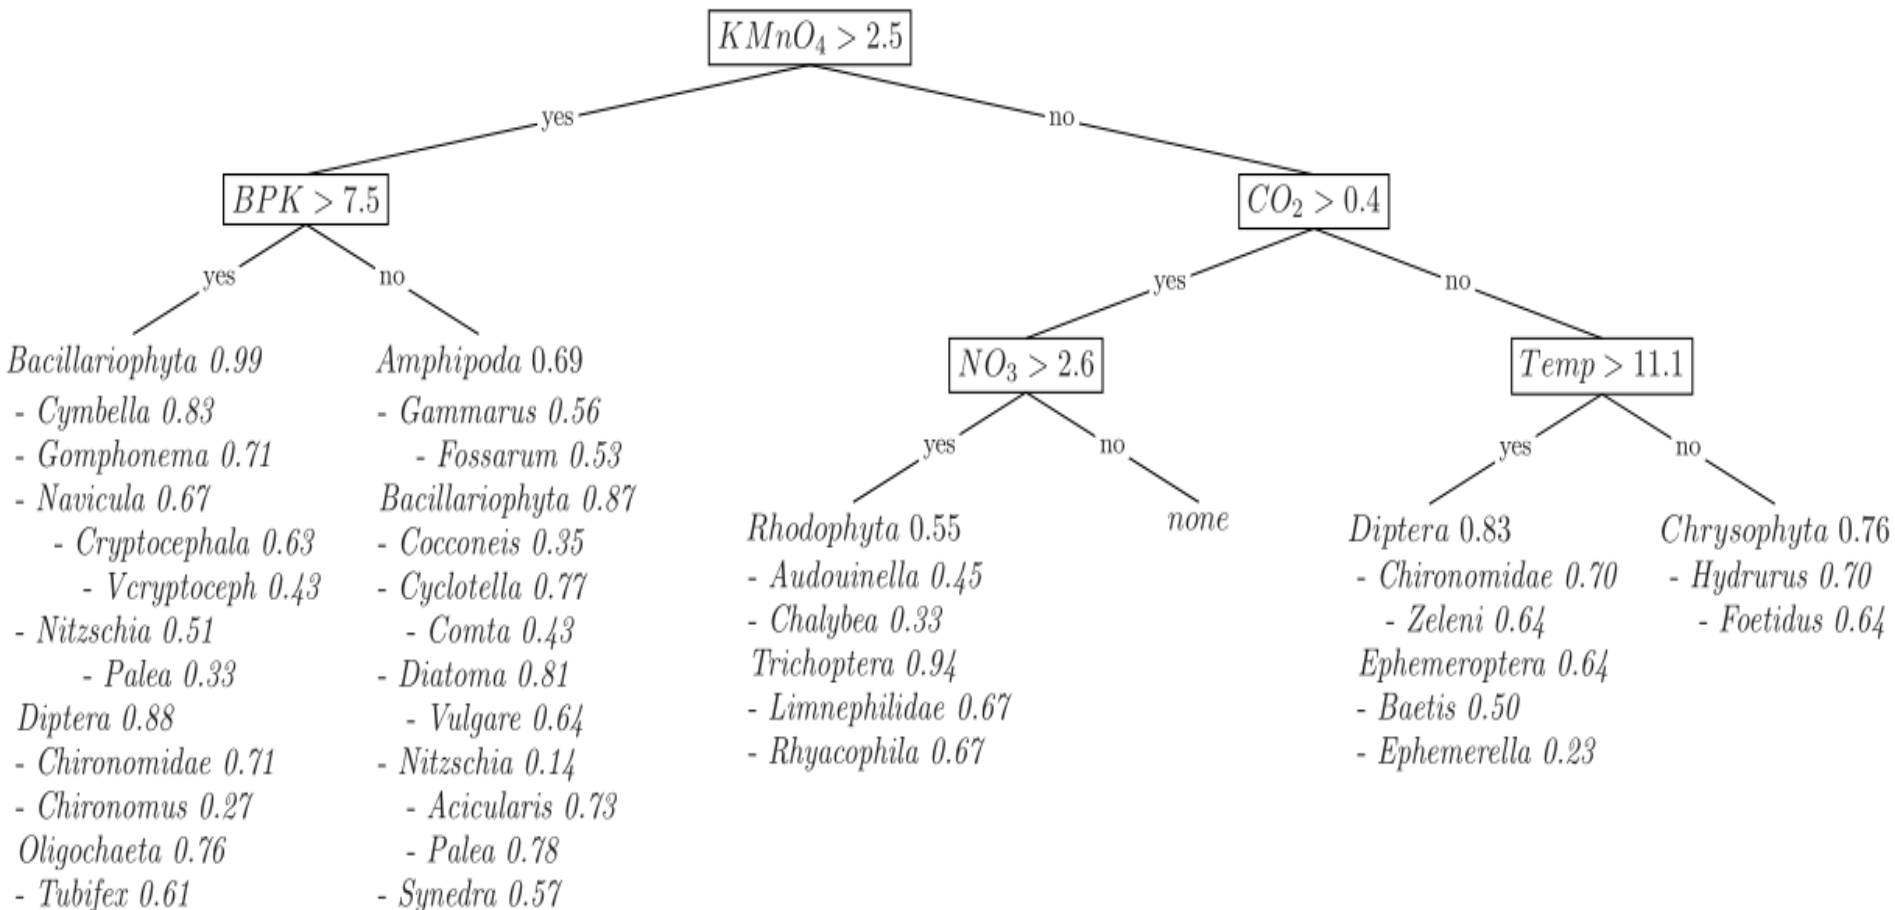 KMnO₄ > 2.5
yes
no
BPK > 7.5
CO₂ > 0.4
yes
no
yes
no
NO₃ > 2.6
Temp > 11.1
yes
no
yes
no
Bacillariophyta 0.99
- Cymbella 0.83
- Gomphonema 0.71
- Navicula 0.67
- Cryptocephala 0.63
- Vcryptoceph 0.43
- Nitzschia 0.51
- Palea 0.33
Diptera 0.88
- Chironomidae 0.71
- Chironomus 0.27
Oligochaeta 0.76
- Tubifex 0.61
Amphipoda 0.69
- Gammarus 0.56
- Fossarum 0.53
Bacillariophyta 0.87
- Cocconeis 0.35
- Cyclotella 0.77
- Comta 0.43
- Diatoma 0.81
- Vulgare 0.64
- Nitzschia 0.14
- Acicularis 0.73
- Palea 0.78
- Synedra 0.57
Rhodophyta 0.55
- Audouinella 0.45
- Chalybea 0.33
Trichoptera 0.94
- Limnephilidae 0.67
- Rhyacophila 0.67
none
Diptera 0.83
- Chironomidae 0.70
- Zeleni 0.64
Ephemeroptera 0.64
- Baetis 0.50
- Ephemerella 0.23
Chrysophyta 0.76
- Hydrurus 0.70
- Foetidus 0.64